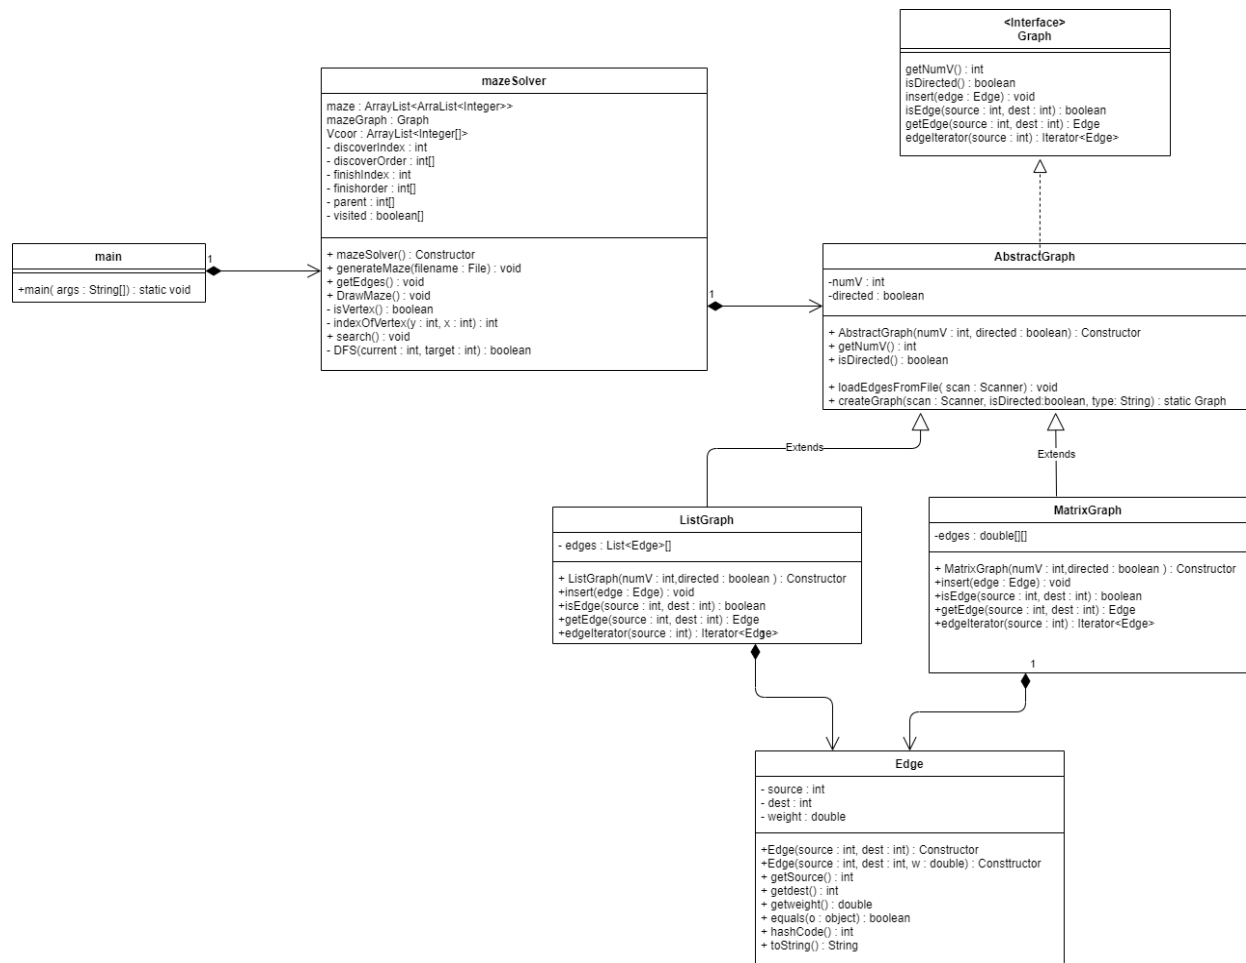 <Interface>
Graph
getNumV() : int
isDirected() : boolean
insert(edge : Edge) : void
isEdge(source : int, dest : int) : boolean
getEdge(source : int, dest : int) : Edge
edgeIterator(source : int) : Iterator<Edge>
mazeSolver
maze : ArrayList<ArraList<Integer>>
mazeGraph : Graph
Vcoor : ArrayList<Integer[]>
- discoverIndex : int
- discoverOrder : int[]
- finishIndex : int
- finishorder : int[]
- parent : int[]
- visited : boolean[]
+ mazeSolver() : Constructor
+ generateMaze(filename : File) : void
+ getEdges() : void
+ DrawMaze() : void
- isVertex() : boolean
- indexOfVertex(y : int, x : int) : int
+ search() : void
- DFS(current : int, target : int) : boolean
main
+main( args : String[]) : static void
1
1
AbstractGraph
-numV : int
-directed : boolean
+ AbstractGraph(numV : int, directed : boolean) : Constructor
+ getNumV() : int
+ isDirected() : boolean
+ loadEdgesFromFile( scan : Scanner) : void
+ createGraph(scan : Scanner, isDirected:boolean, type: String) : static Graph
Extends
Extends
ListGraph
- edges : List<Edge>[]
+ ListGraph(numV : int,directed : boolean ) : Constructor
+insert(edge : Edge) : void
+isEdge(source : int, dest : int) : boolean
+getEdge(source : int, dest : int) : Edge
+edgeIterator(source : int) : Iterator<Edge>
MatrixGraph
-edges : double[][]
+ MatrixGraph(numV : int,directed : boolean ) : Constructor
+insert(edge : Edge) : void
+isEdge(source : int, dest : int) : boolean
+getEdge(source : int, dest : int) : Edge
+edgeIterator(source : int) : Iterator<Edge>
1
Edge
- source : int
- dest : int
- weight : double
+Edge(source : int, dest : int) : Constructor
+Edge(source : int, dest : int, w : double) : Consttructor
+ getSource() : int
+ getdest() : int
+ getweight() : double
+ equals(o : object) : boolean
+ hashCode() : int
+ toString() : String